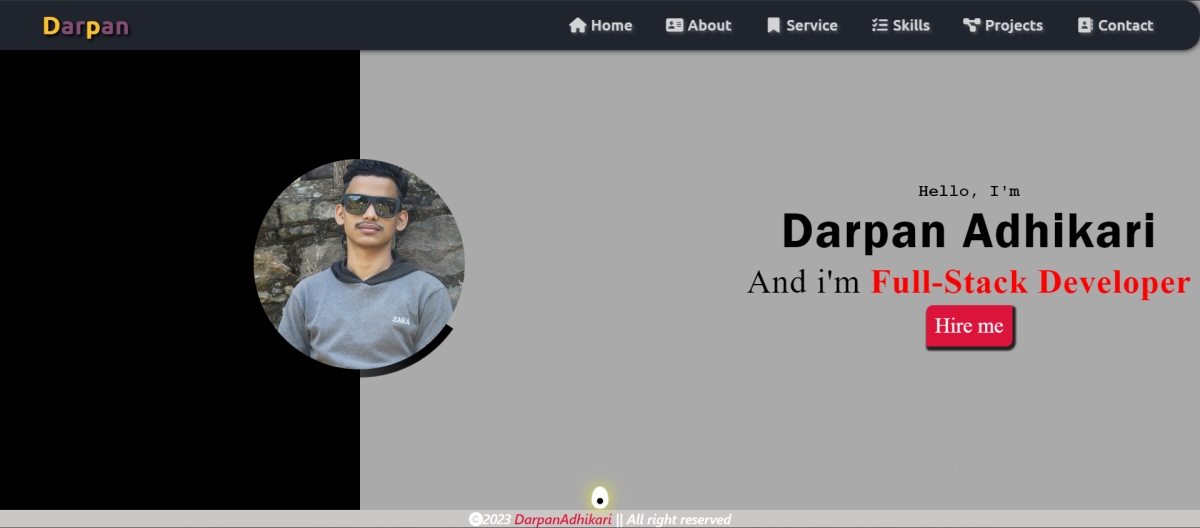 Darpan
Home About Service Skills Projects Contact
Hello, I'm
Darpan Adhikari
And i'm Full-Stack Developer
Hire me
ZARA
©2023 DarpanAdhikari || All right reserved